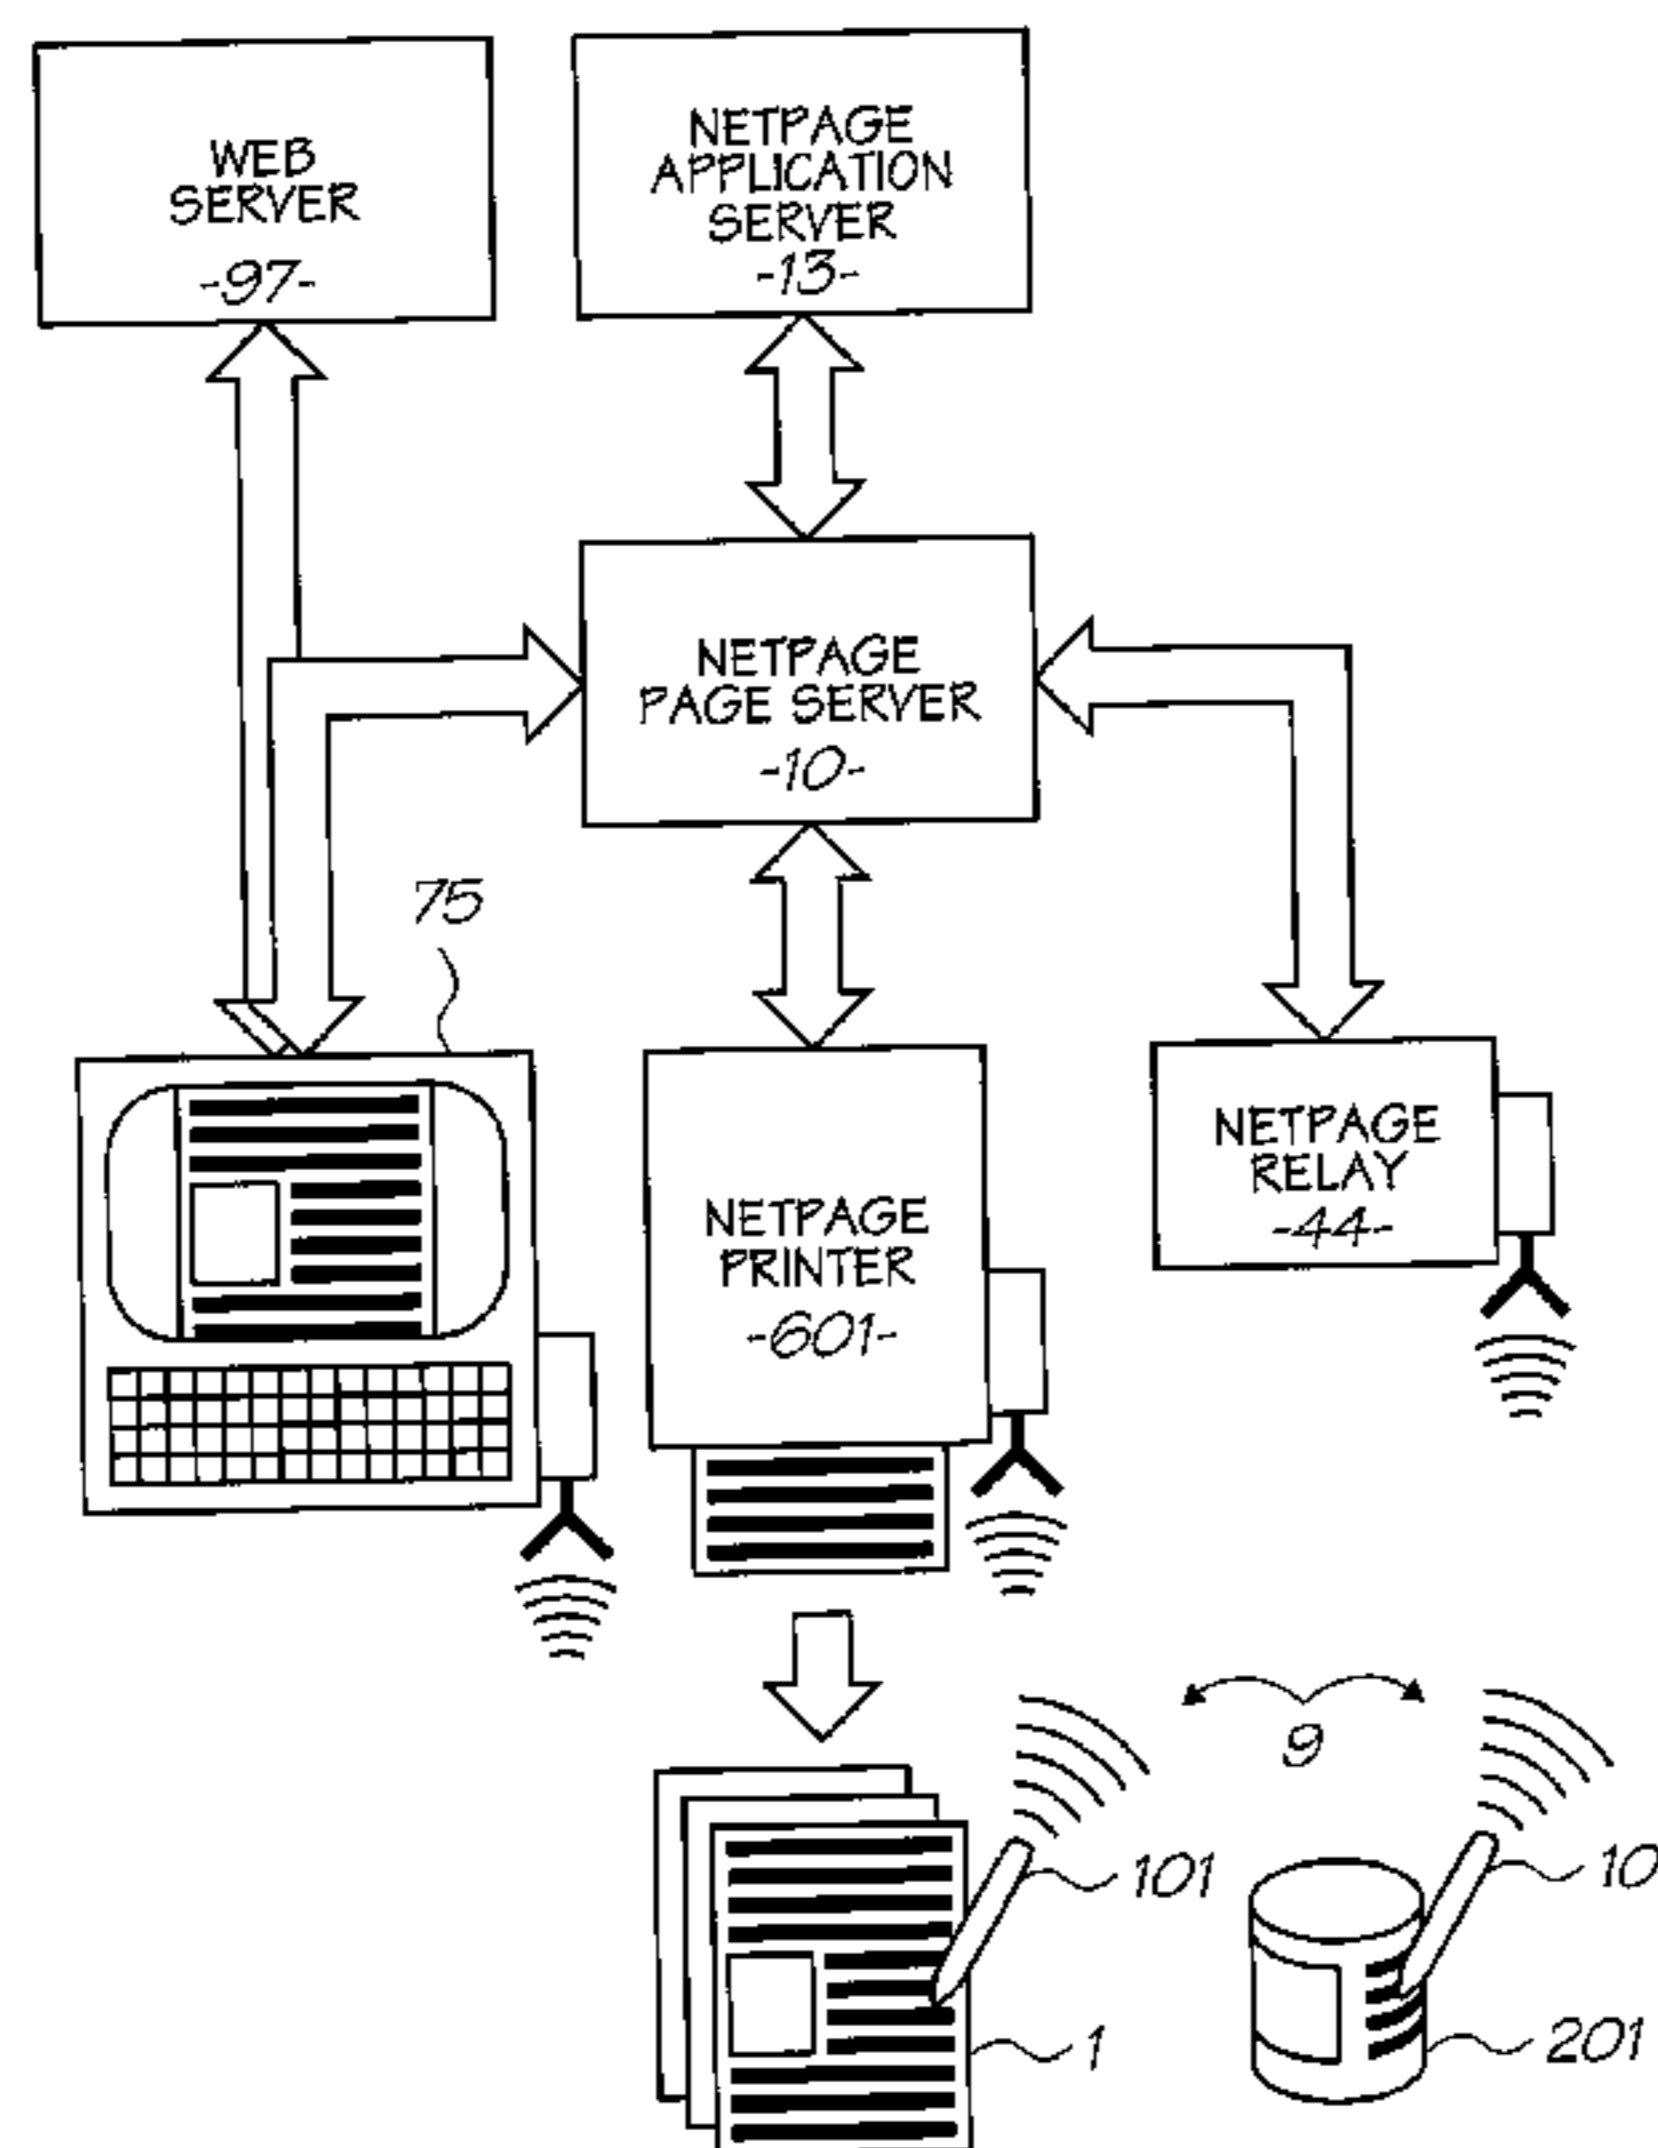 WEB
SERVER
-97-
NETPAGE
APPLICATION
SERVER
-13-
NETPAGE
PAGE SERVER
-10-
75
NETPAGE
PRINTER
-601-
NETPAGE
RELAY
-44-
9
101
10
1
201